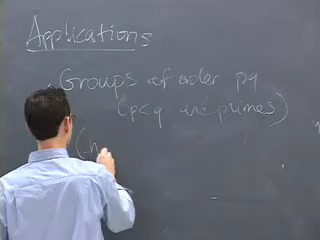 Applications
. Groups of order pq
(p<q are primes)
(n